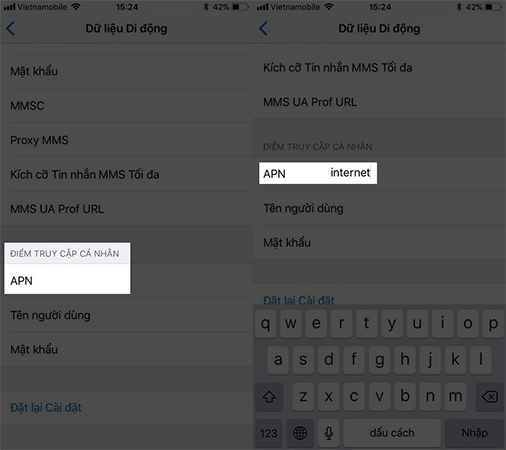 Vietnamobile 15:24 42%
Dữ liệu Di động
Mật khẩu
MMSC
Proxy MMS
Kích cỡ Tin nhắn MMS Tối đa
MMS UA Prof URL
ĐIỂM TRUY CẬP CÁ NHÂN
APN
Tên người dùng
Mật khẩu
Đặt lại Cài đặt
Vietnamobile 15:24 42%
Dữ liệu Di động
Kích cỡ Tin nhắn MMS Tối đa
MMS UA Prof URL
ĐIỂM TRUY CẬP CÁ NHÂN
APN internet
Tên người dùng
Mật khẩu
Đặt lại Cài đặt
q w e r t y u i o p
a s d f g h j k l
z x c v b n m
123 dấu cách Nhập